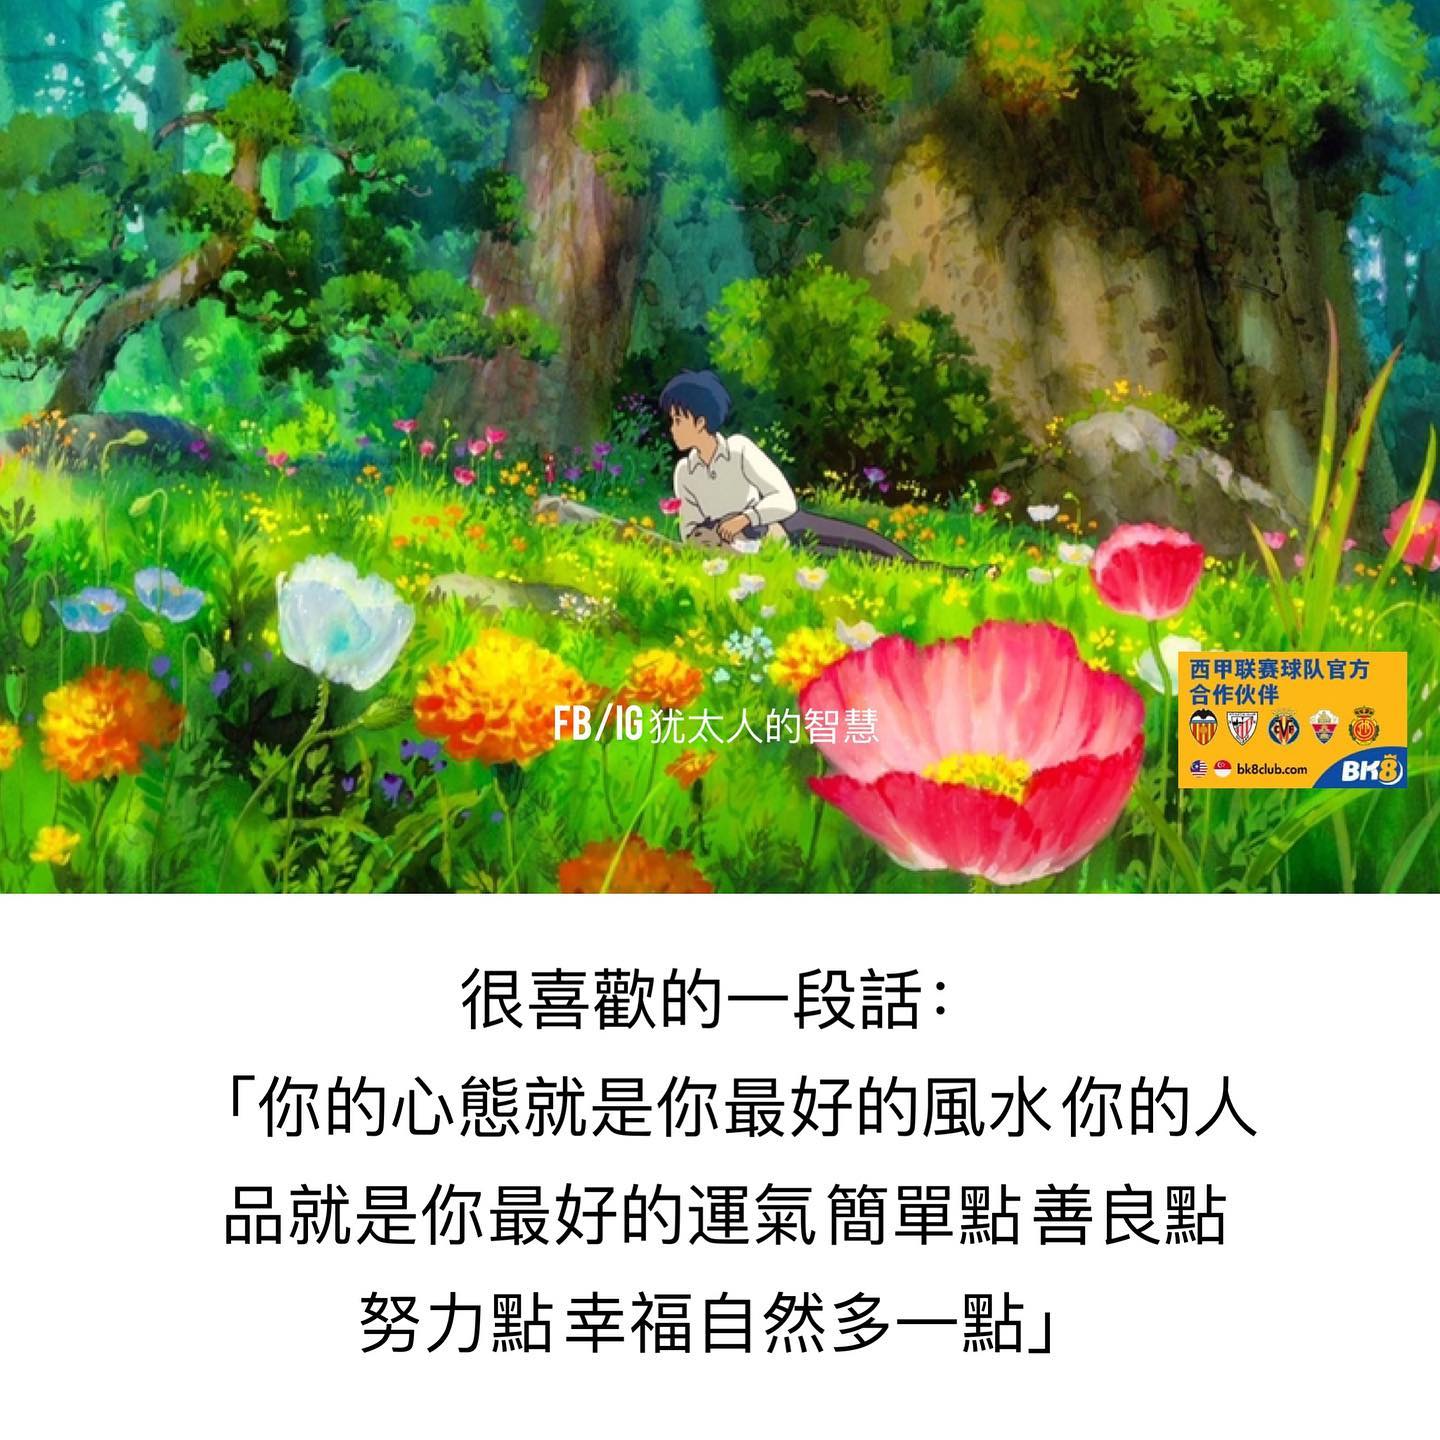 西甲联赛球队官方
合作伙伴
bk8club.com
BK8
FB/IG犹太人的智慧
很喜歡的一段話：
「你的心態就是你最好的風水 你的人
品就是你最好的運氣 簡單點 善良點
努力點 幸福自然多一點」